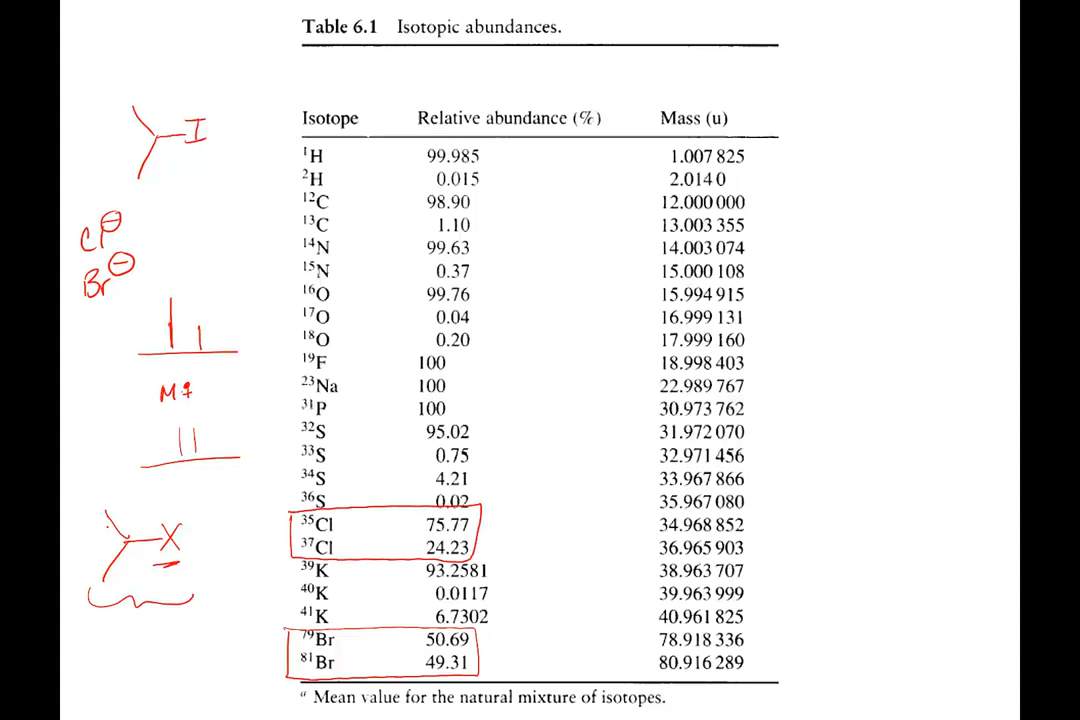 Table 6.1 Isotopic abundances.
Isotope Relative abundance (%) Mass (u)
¹H 99.985 1.007 825
²H 0.015 2.014 0
¹²C 98.90 12.000 000
¹³C 1.10 13.003 355
¹⁴N 99.63 14.003 074
¹⁵N 0.37 15.000 108
¹⁶O 99.76 15.994 915
¹⁷O 0.04 16.999 131
¹⁸O 0.20 17.999 160
¹⁹F 100 18.998 403
²³Na 100 22.989 767
³¹P 100 30.973 762
³²S 95.02 31.972 070
³³S 0.75 32.971 456
³⁴S 4.21 33.967 866
³⁶S 0.02 35.967 080
³⁵Cl 75.77 34.968 852
³⁷Cl 24.23 36.965 903
³⁹K 93.2581 38.963 707
⁴⁰K 0.0117 39.963 999
⁴¹K 6.7302 40.961 825
⁷⁹Br 50.69 78.918 336
⁸¹Br 49.31 80.916 289
ᵃ Mean value for the natural mixture of isotopes.
I
Cl⊖
Br⊖
X